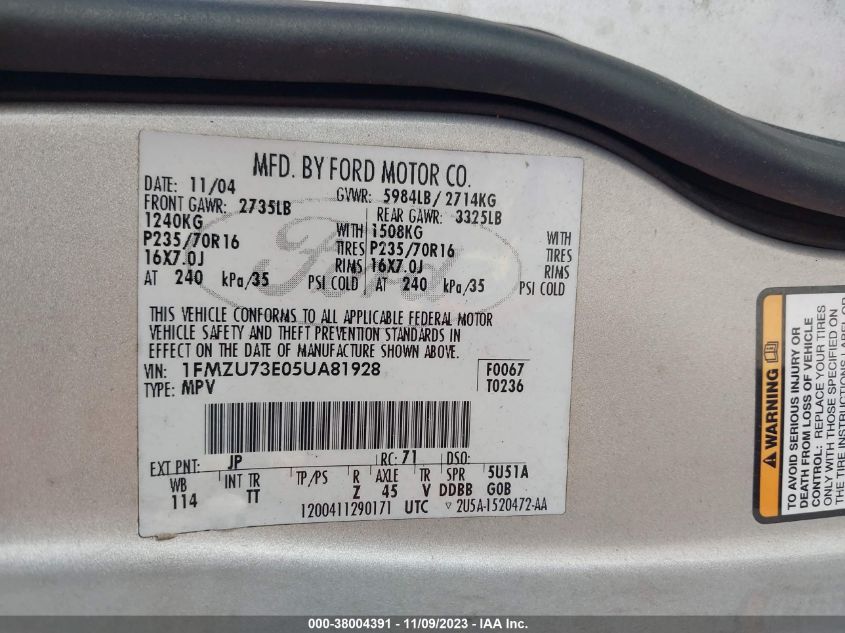 MFD. BY FORD MOTOR CO.
DATE: 11/04 GVWR: 5984LB/2714KG
FRONT GAWR: 2735LB REAR GAWR: 3325LB
1240KG WITH 1508KG WITH
P235/70R16 TIRES P235/70R16 TIRES
16X7.0J RIMS 16X7.0J RIMS
AT 240 kPa/35 PSI COLD AT 240 kPa/35 PSI COLD
Ford
THIS VEHICLE CONFORMS TO ALL APPLICABLE FEDERAL MOTOR
VEHICLE SAFETY AND THEFT PREVENTION STANDARDS IN
EFFECT ON THE DATE OF MANUFACTURE SHOWN ABOVE.
VIN: 1FMZU73E05UA81928 F0067
TYPE: MPV T0236
EXT PNT: JP RC: 71 DSO:
WB INT TR TP/PS R AXLE TR SPR 5U51A
114 TT Z 45 V DDBB G0B
1200411290171 UTC ▽ 2U5A-1520472-AA
WARNING
TO AVOID SERIOUS INJURY OR
DEATH FROM LOSS OF VEHICLE
CONTROL: REPLACE YOUR TIRES
ONLY WITH THOSE SPECIFIED ON
THE TIRE INSTRUCTIONS LABEL OR
000-38004391 - 11/09/2023 - IAA Inc.